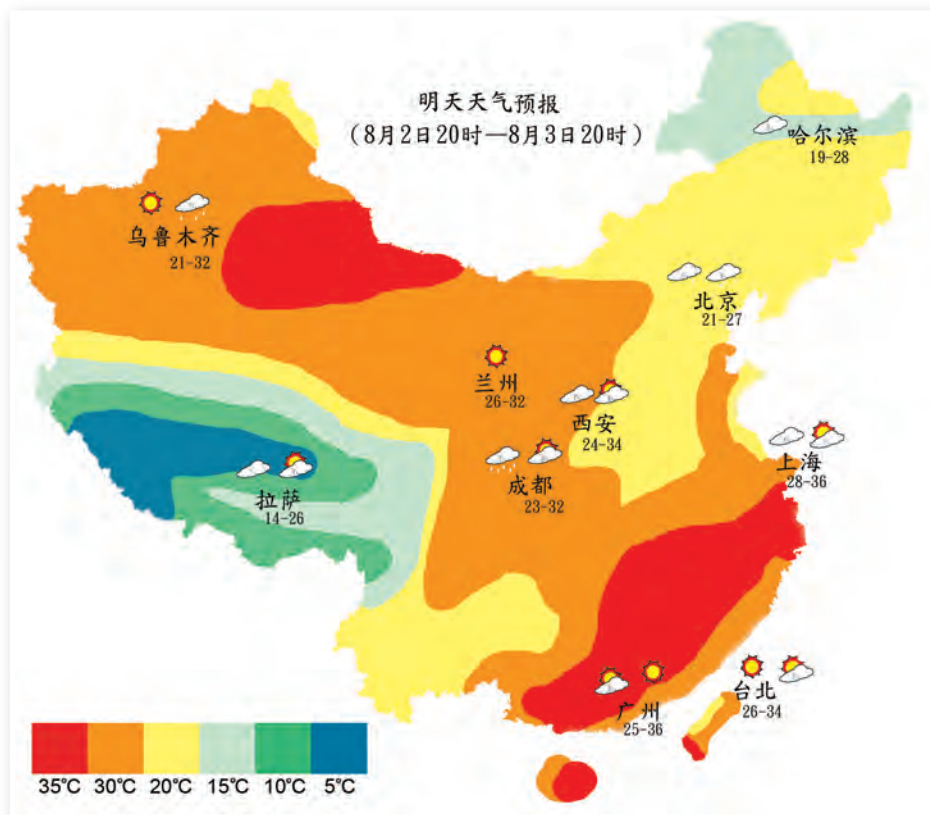 明天天气预报
(8月2日20时—8月3日20时)
哈尔滨
19-28
乌鲁木齐
21-32
北京
21-27
兰州
26-32
西安
24-34
上海
28-36
成都
23-32
拉萨
14-26
台北
26-34
广州
25-36
35℃ 30℃ 20℃ 15℃ 10℃ 5℃